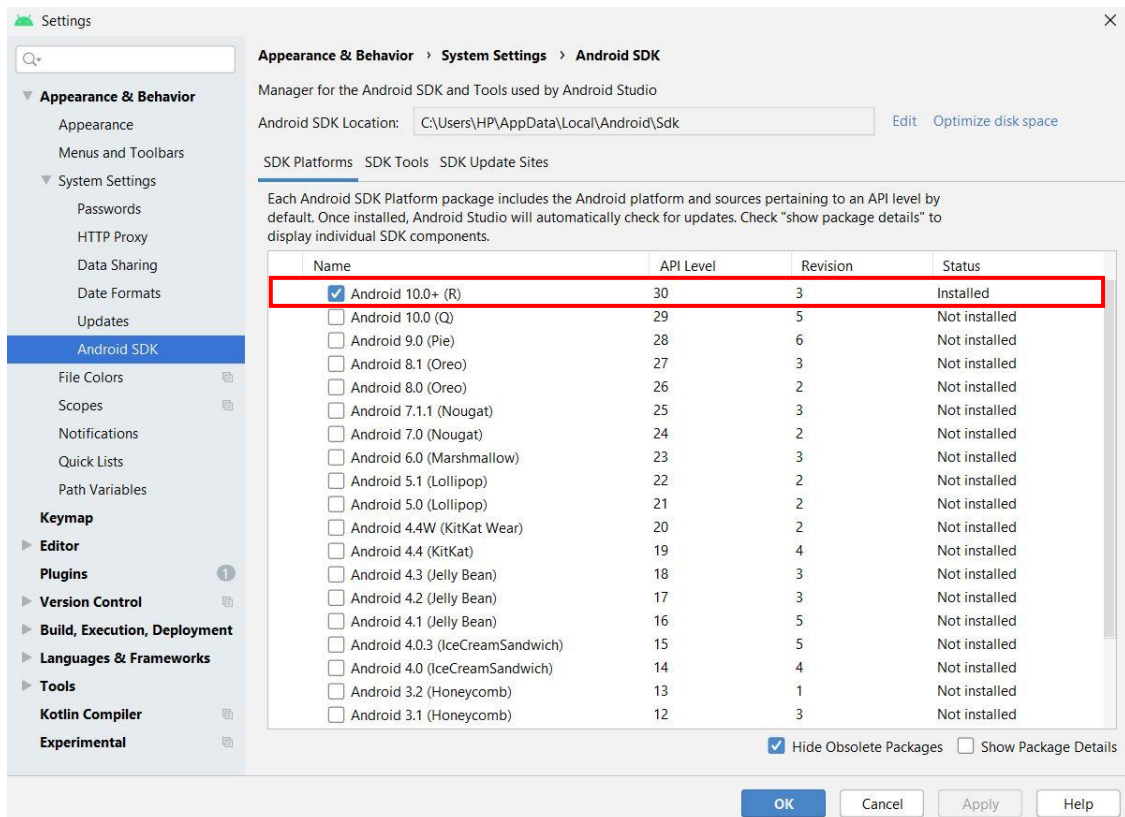 Settings
Appearance & Behavior › System Settings › Android SDK
Manager for the Android SDK and Tools used by Android Studio
Android SDK Location: C:\Users\HP\AppData\Local\Android\Sdk Edit Optimize disk space
SDK Platforms SDK Tools SDK Update Sites
Each Android SDK Platform package includes the Android platform and sources pertaining to an API level by
default. Once installed, Android Studio will automatically check for updates. Check "show package details" to
display individual SDK components.
Appearance & Behavior
Appearance
Menus and Toolbars
System Settings
Passwords
HTTP Proxy
Data Sharing
Date Formats
Updates
Android SDK
File Colors
Scopes
Notifications
Quick Lists
Path Variables
Keymap
Editor
Plugins 1
Version Control
Build, Execution, Deployment
Languages & Frameworks
Tools
Kotlin Compiler
Experimental
Name API Level Revision Status
Android 10.0+ (R) 30 3 Installed
Android 10.0 (Q) 29 5 Not installed
Android 9.0 (Pie) 28 6 Not installed
Android 8.1 (Oreo) 27 3 Not installed
Android 8.0 (Oreo) 26 2 Not installed
Android 7.1.1 (Nougat) 25 3 Not installed
Android 7.0 (Nougat) 24 2 Not installed
Android 6.0 (Marshmallow) 23 3 Not installed
Android 5.1 (Lollipop) 22 2 Not installed
Android 5.0 (Lollipop) 21 2 Not installed
Android 4.4W (KitKat Wear) 20 2 Not installed
Android 4.4 (KitKat) 19 4 Not installed
Android 4.3 (Jelly Bean) 18 3 Not installed
Android 4.2 (Jelly Bean) 17 3 Not installed
Android 4.1 (Jelly Bean) 16 5 Not installed
Android 4.0.3 (IceCreamSandwich) 15 5 Not installed
Android 4.0 (IceCreamSandwich) 14 4 Not installed
Android 3.2 (Honeycomb) 13 1 Not installed
Android 3.1 (Honeycomb) 12 3 Not installed
Hide Obsolete Packages Show Package Details
OK Cancel Apply Help